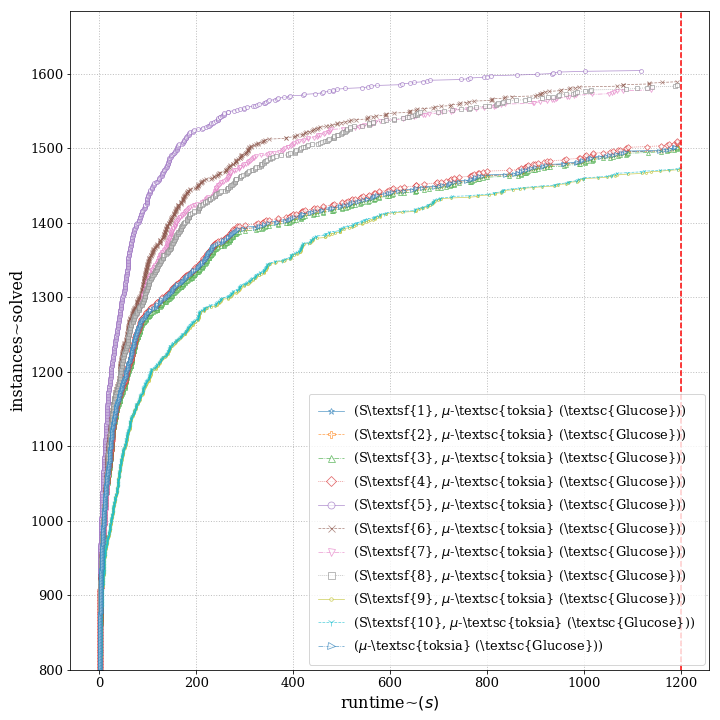 1600
1500
1400
1300
1200
1100
1000
900
800
instances~solved
0 200 400 600 800 1000 1200
runtime~(s)
(S\textsf{1}, μ-\textsc{toksia} (\textsc{Glucose}))
(S\textsf{2}, μ-\textsc{toksia} (\textsc{Glucose}))
(S\textsf{3}, μ-\textsc{toksia} (\textsc{Glucose}))
(S\textsf{4}, μ-\textsc{toksia} (\textsc{Glucose}))
(S\textsf{5}, μ-\textsc{toksia} (\textsc{Glucose}))
(S\textsf{6}, μ-\textsc{toksia} (\textsc{Glucose}))
(S\textsf{7}, μ-\textsc{toksia} (\textsc{Glucose}))
(S\textsf{8}, μ-\textsc{toksia} (\textsc{Glucose}))
(S\textsf{9}, μ-\textsc{toksia} (\textsc{Glucose}))
(S\textsf{10}, μ-\textsc{toksia} (\textsc{Glucose}))
(μ-\textsc{toksia} (\textsc{Glucose}))